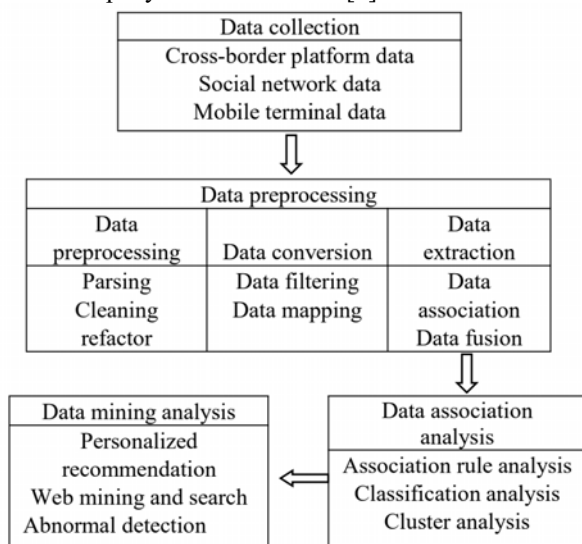 Data collection
Cross-border platform data
Social network data
Mobile terminal data
Data preprocessing
Data
preprocessing
Data conversion
Data
extraction
Parsing
Cleaning
refactor
Data filtering
Data mapping
Data
association
Data fusion
Data mining analysis
Personalized
recommendation
Web mining and search
Abnormal detection
Data association
analysis
Association rule analysis
Classification analysis
Cluster analysis